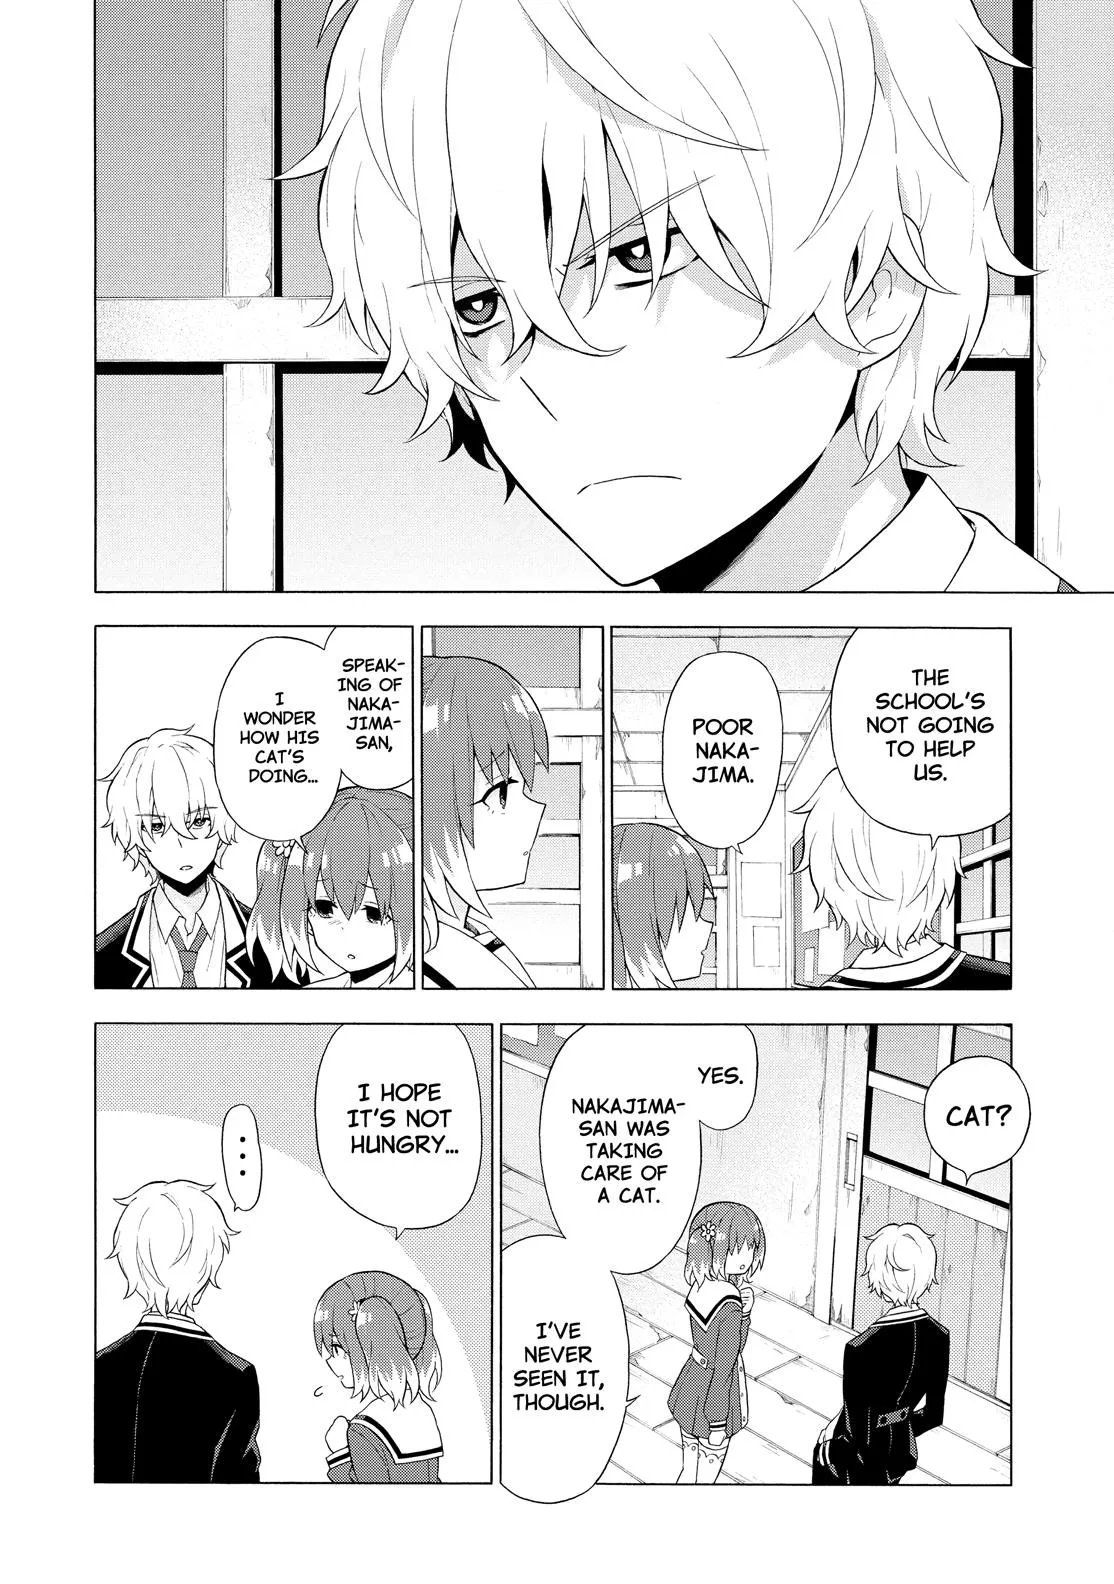 THE
SCHOOL'S
NOT GOING
TO HELP
US.
POOR
NAKA-
JIMA.
SPEAK-
ING OF
NAKA-
JIMA-
SAN,
I
WONDER
HOW HIS
CAT'S
DOING...
CAT?
YES.
NAKAJIMA-
SAN WAS
TAKING
CARE OF
A CAT.
I'VE
NEVER
SEEN IT,
THOUGH.
I HOPE
IT'S NOT
HUNGRY...
...